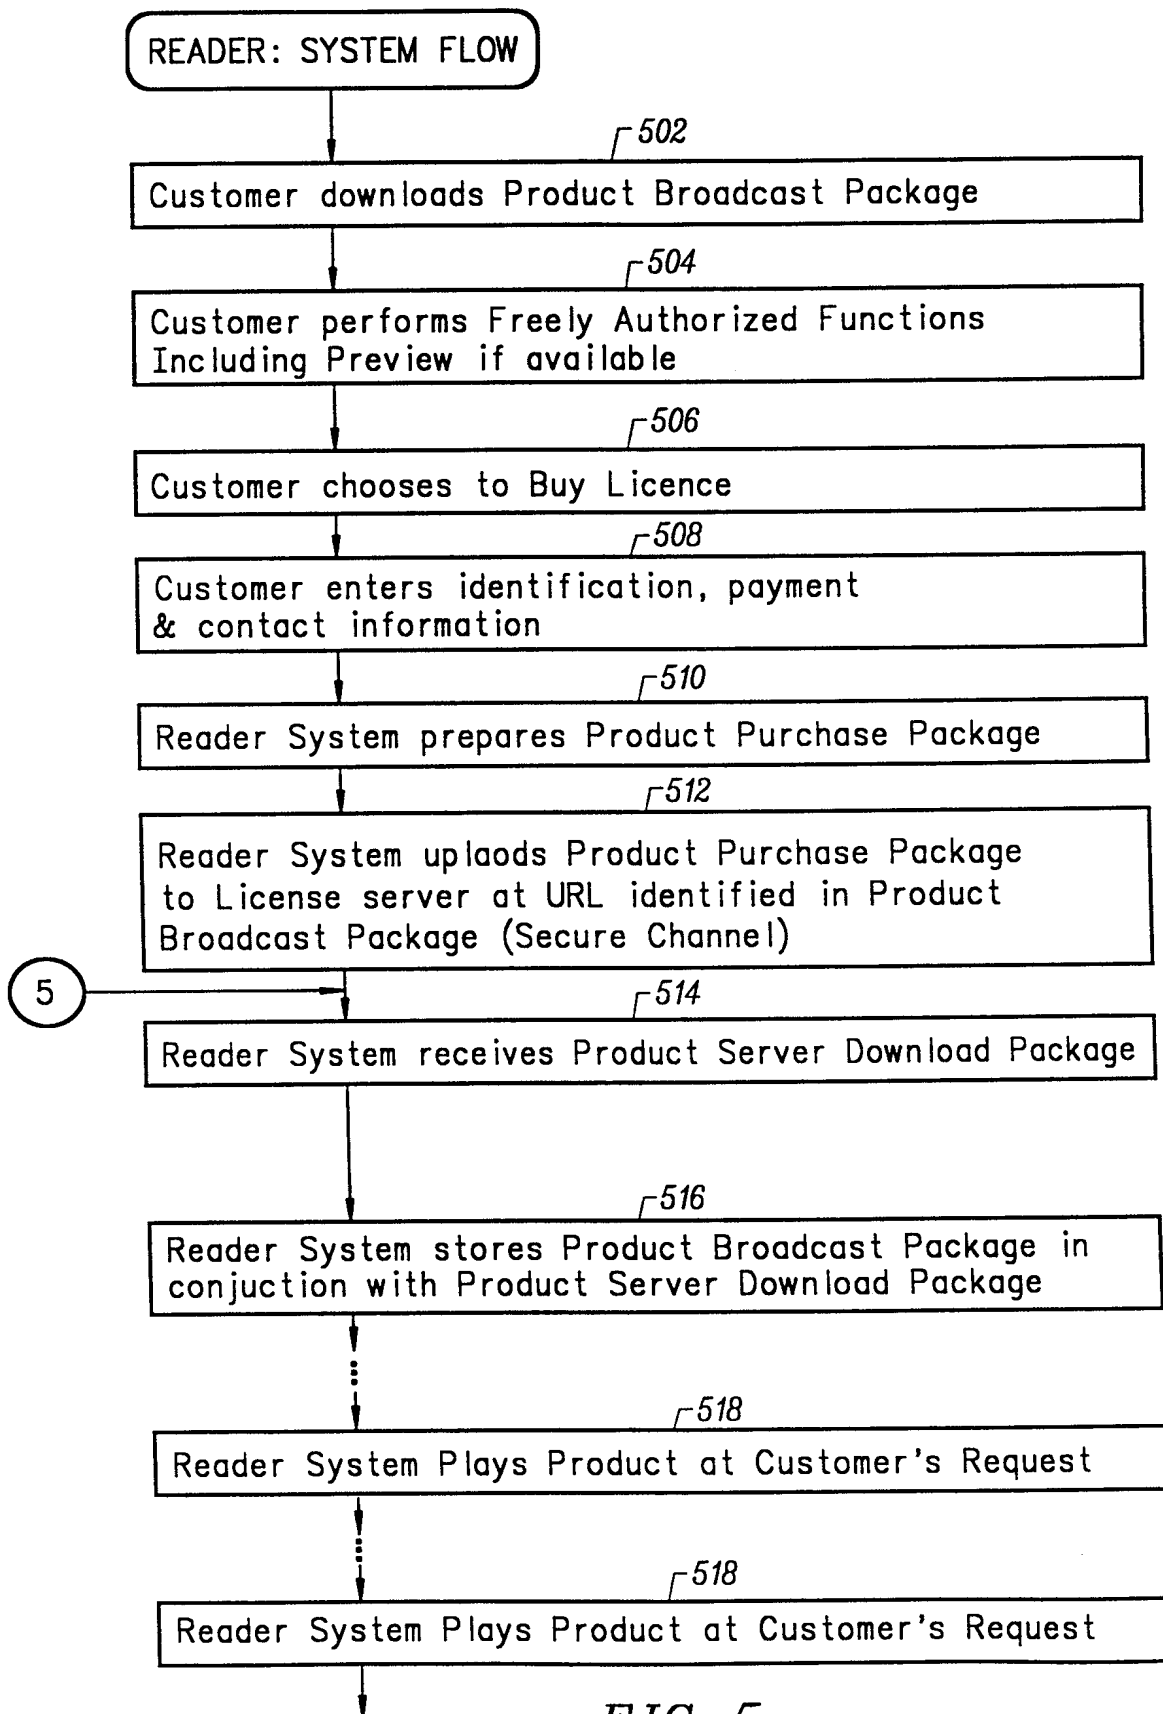 READER: SYSTEM FLOW
502
Customer downloads Product Broadcast Package
504
Customer performs Freely Authorized Functions
Including Preview if available
506
Customer chooses to Buy Licence
508
Customer enters identification, payment
& contact information
510
Reader System prepares Product Purchase Package
512
Reader System uplaods Product Purchase Package
to License server at URL identified in Product
Broadcast Package (Secure Channel)
5
514
Reader System receives Product Server Download Package
516
Reader System stores Product Broadcast Package in
conjuction with Product Server Download Package
518
Reader System Plays Product at Customer's Request
518
Reader System Plays Product at Customer's Request
FIG. 5